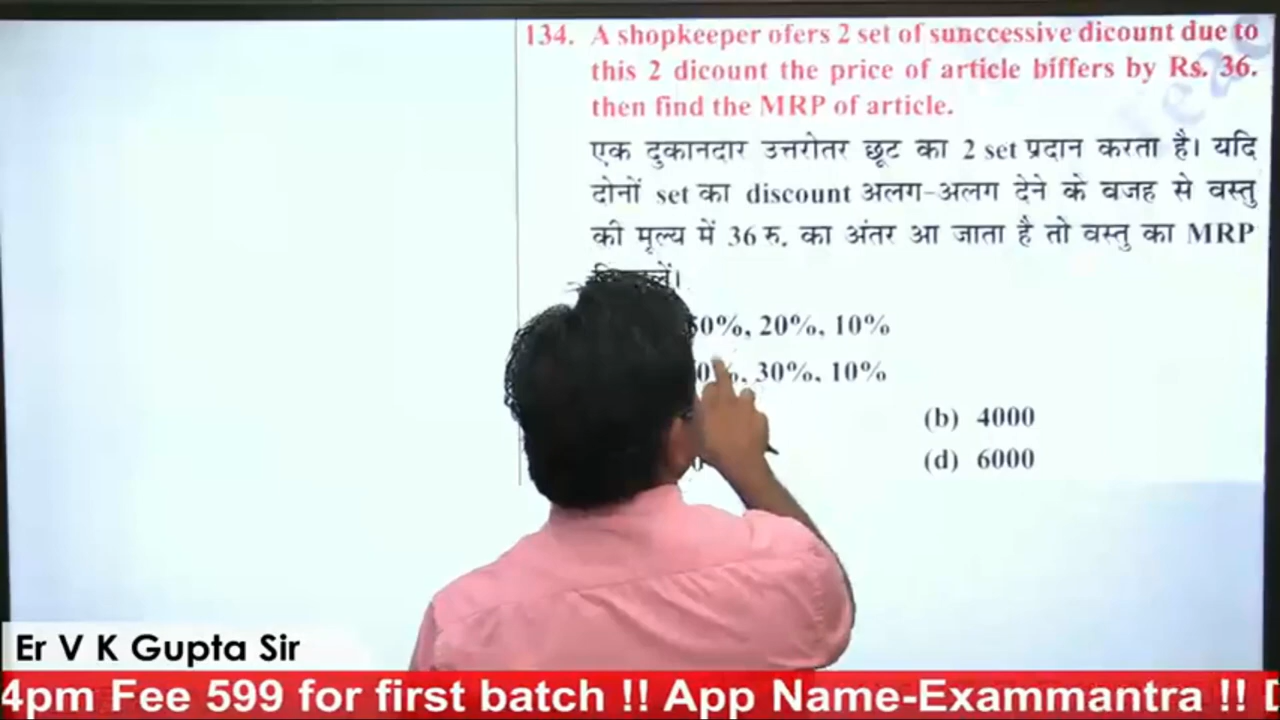 134. A shopkeeper ofers 2 set of sunccessive dicount due to
this 2 dicount the price of article biffers by Rs. 36.
then find the MRP of article.
एक दुकानदार उत्तरोतर छूट का 2 set प्रदान करता है। यदि
दोनों set का discount अलग-अलग देने के वजह से वस्तु
की मूल्य में 36 रु. का अंतर आ जाता है तो वस्तु का MRP
20%, 10%
30%, 10%
(b) 4000
(d) 6000
Er V K Gupta Sir
4pm Fee 599 for first batch !! App Name-Exammantra !!